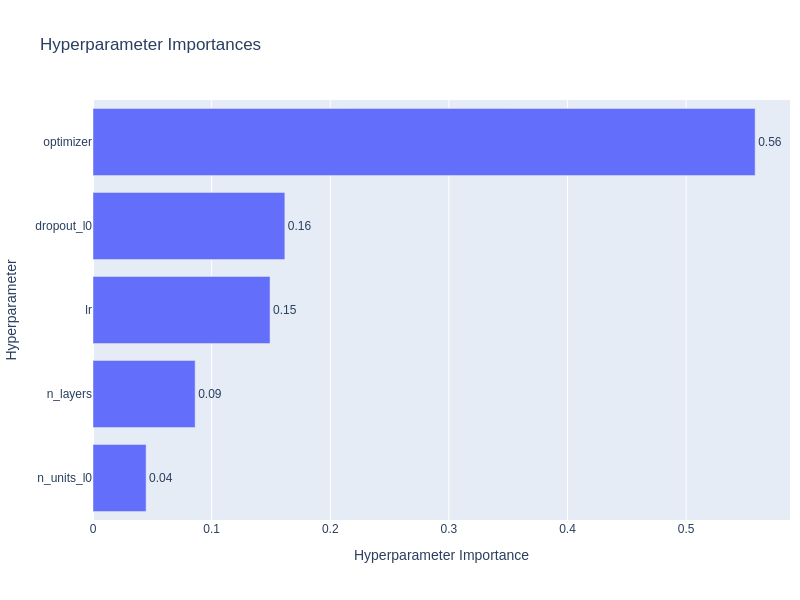 Hyperparameter Importances
Hyperparameter
optimizer
0.56
dropout_l0
0.16
lr
0.15
n_layers
0.09
n_units_l0
0.04
0
0.1
0.2
0.3
0.4
0.5
Hyperparameter Importance